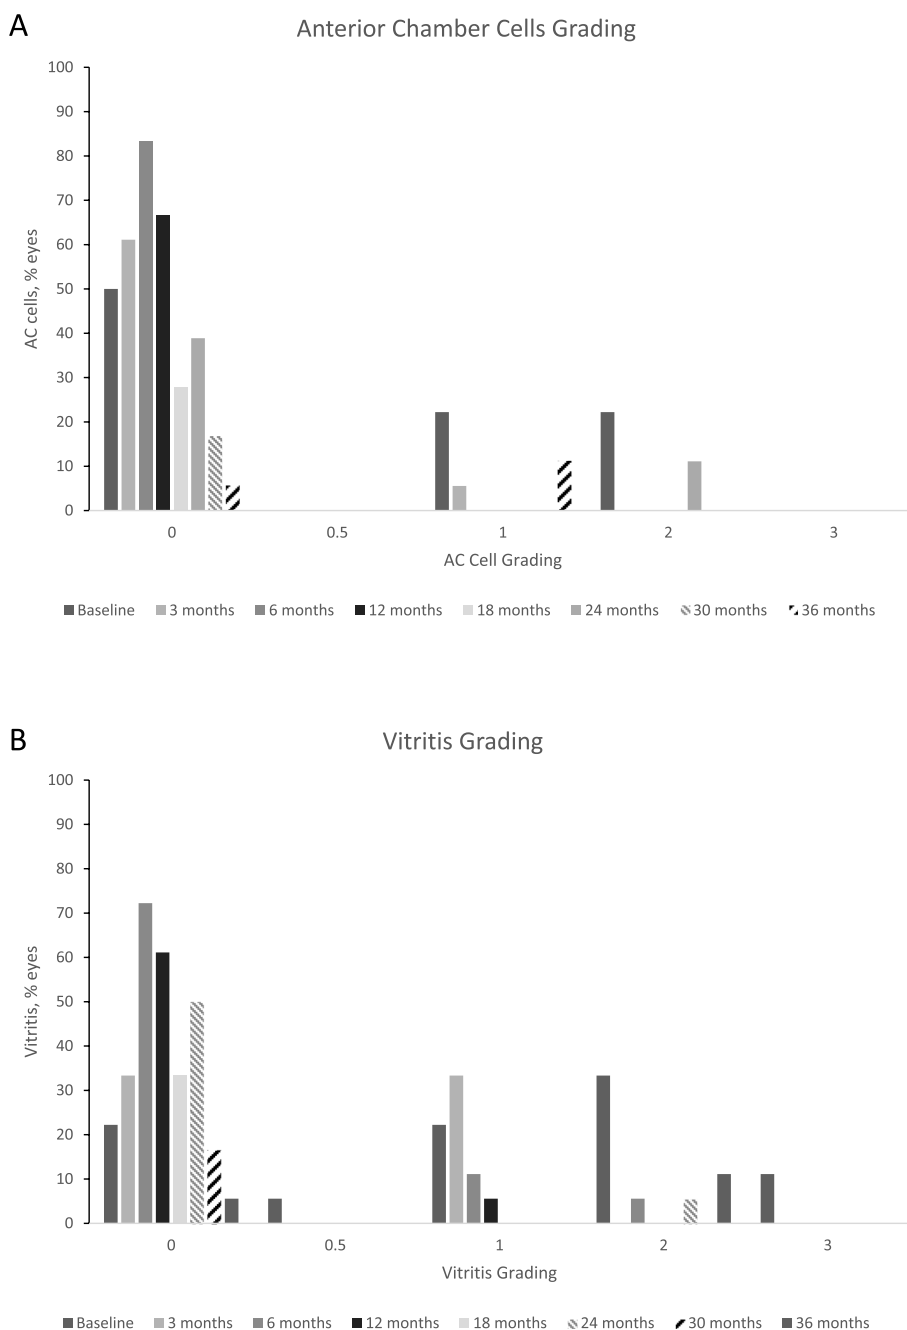 A
Anterior Chamber Cells Grading
100
90
80
70
60
50
40
30
20
10
0
AC cells, % eyes
0 0.5 1 2 3
AC Cell Grading
Baseline 3 months 6 months 12 months 18 months 24 months 30 months 36 months
B
Vitritis Grading
100
90
80
70
60
50
40
30
20
10
0
Vitritis, % eyes
0 0.5 1 2 3
Vitritis Grading
Baseline 3 months 6 months 12 months 18 months 24 months 30 months 36 months